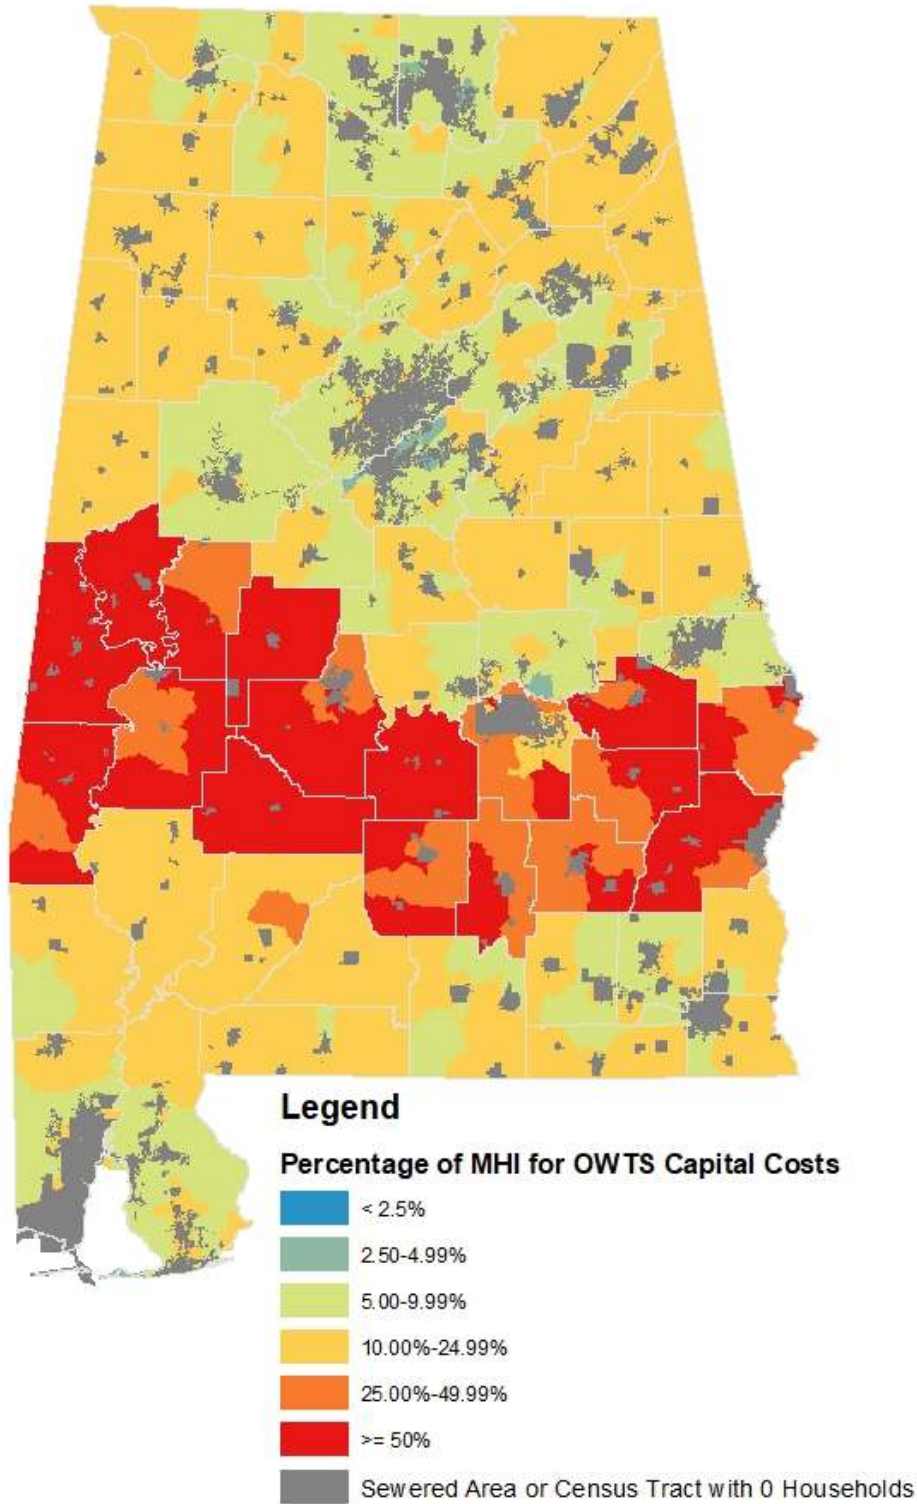 Legend
Percentage of MHI for OWTS Capital Costs
< 2.5%
2.50-4.99%
5.00-9.99%
10.00%-24.99%
25.00%-49.99%
>= 50%
Sewered Area or Census Tract with 0 Households